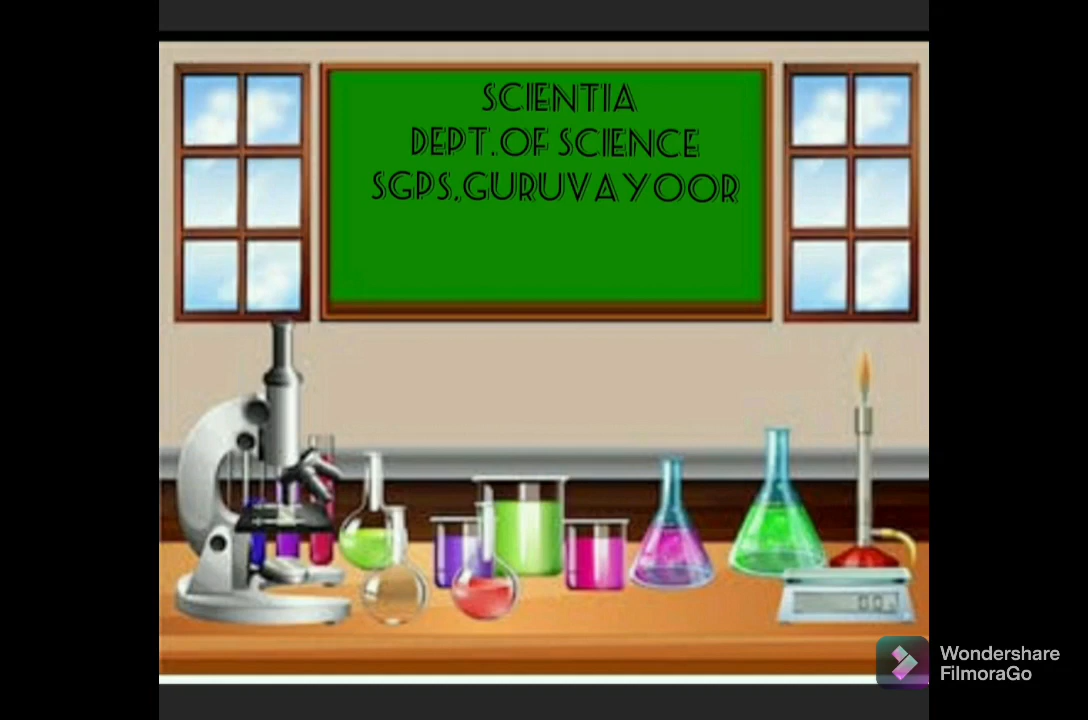 SCIENTIA
DEPT.OF SCIENCE
SGPS,GURUVAYOOR
Wondershare
FilmoraGo